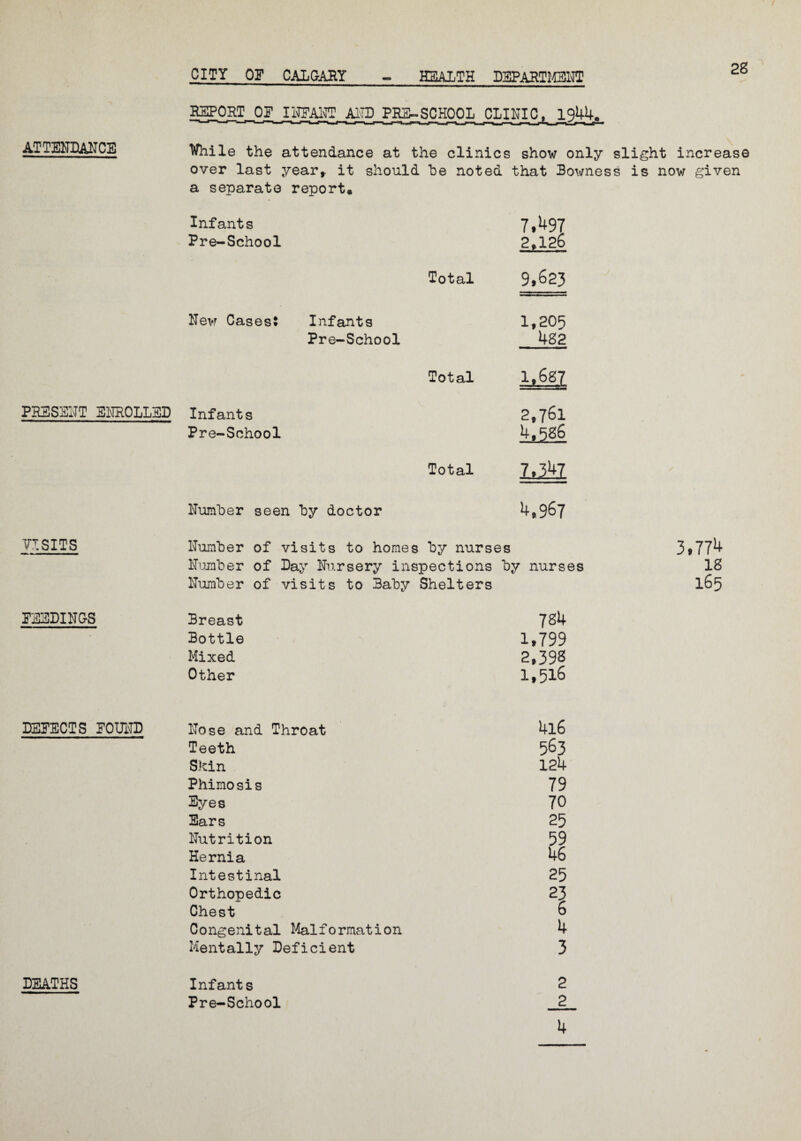 28
CITY OF CALGARY - HEALTH DEPARTMENT
REPORT OF INFANT AND PRE-SCHOOL CLINIC, 1944.
ATTENDANCE While the attendance at the clinics show only slight increase
over last year, it should be noted that Bowness is now given
a separate report.
Infants 7,497
Pre-School 2,126
Total 9,623
New Cases: Infants 1,205
Pre-School 482
Total 1,687
PRESENT ENROLLED Infants 2,761
Pre-School 4,586
Total 7,347
Number seen by doctor 4,967
VISITS Number of visits to homes by nurses 3,774
Number of Day Nursery inspections by nurses 18
Number of visits to Baby Shelters 165
FEEDINGS Breast 784
Bottle 1,799
Mixed 2,398
Other 1,516
DEFECTS FOUND Nose and Throat 416
Teeth 563
Skin 124
Phimosis 79
Eyes 70
Ears 25
Nutrition 59
Hernia 46
Intestinal 25
Orthopedic 23
Chest 6
Congenital Malformation 4
Mentally Deficient 3
DEATHS Infants 2
Pre-School 2
4